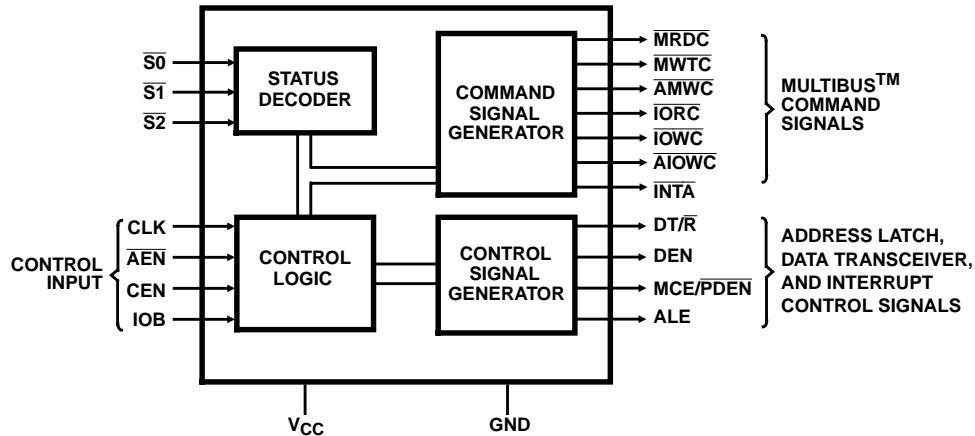 S0
S1
S2
STATUS
DECODER
COMMAND
SIGNAL
GENERATOR
MRDC
MWTC
AMWC
IORC
IOWC
AIOWC
INTA
MULTIBUS™
COMMAND
SIGNALS
CONTROL
INPUT
CLK
AEN
CEN
IOB
CONTROL
LOGIC
CONTROL
SIGNAL
GENERATOR
DT/R
DEN
MCE/PDEN
ALE
ADDRESS LATCH,
DATA TRANSCEIVER,
AND INTERRUPT
CONTROL SIGNALS
VCC
GND